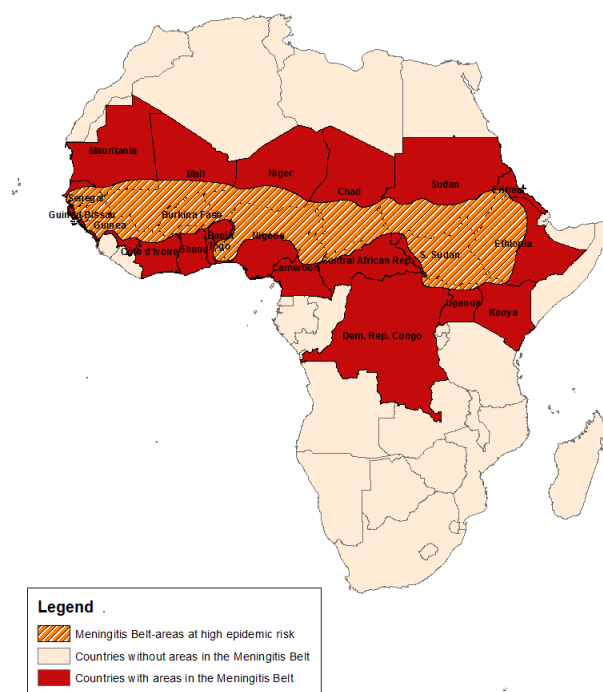 Mauritania
Mali
Niger
Chad
Sudan
Eritrea
Senegal
Guinea Bissau
Guinea
Burkina Faso
Benin
Togo
Nigeria
Côte d'Ivoire
Ghana
Cameroon
Central African Rep.
S. Sudan
Ethiopia
Uganda
Kenya
Dem. Rep. Congo
Legend
Meningitis Belt-areas at high epidemic risk
Countries without areas in the Meningitis Belt
Countries with areas in the Meningitis Belt